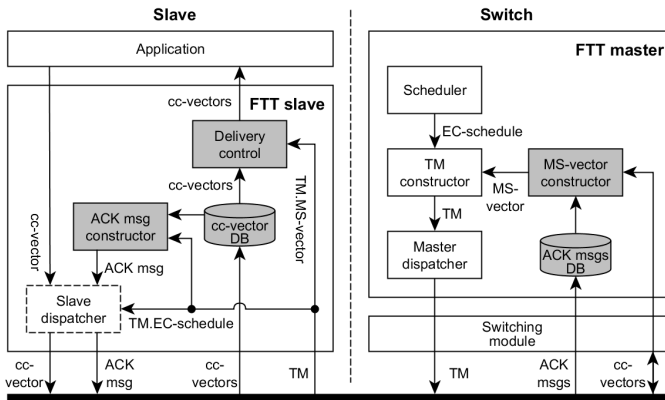 Slave
Switch
Application
FTT master
cc-vectors
FTT slave
Scheduler
Delivery
control
EC-schedule
cc-vectors
TM
constructor
MS-
vector
MS-vector
constructor
TM.MS-vector
cc-vector
ACK msg
constructor
cc-vector
DB
TM
ACK msg
Master
dispatcher
ACK msgs
DB
Slave
dispatcher
TM.EC-schedule
Switching
module
cc-
vector
ACK
msg
cc-
vectors
TM
TM
ACK
msgs
cc-
vectors